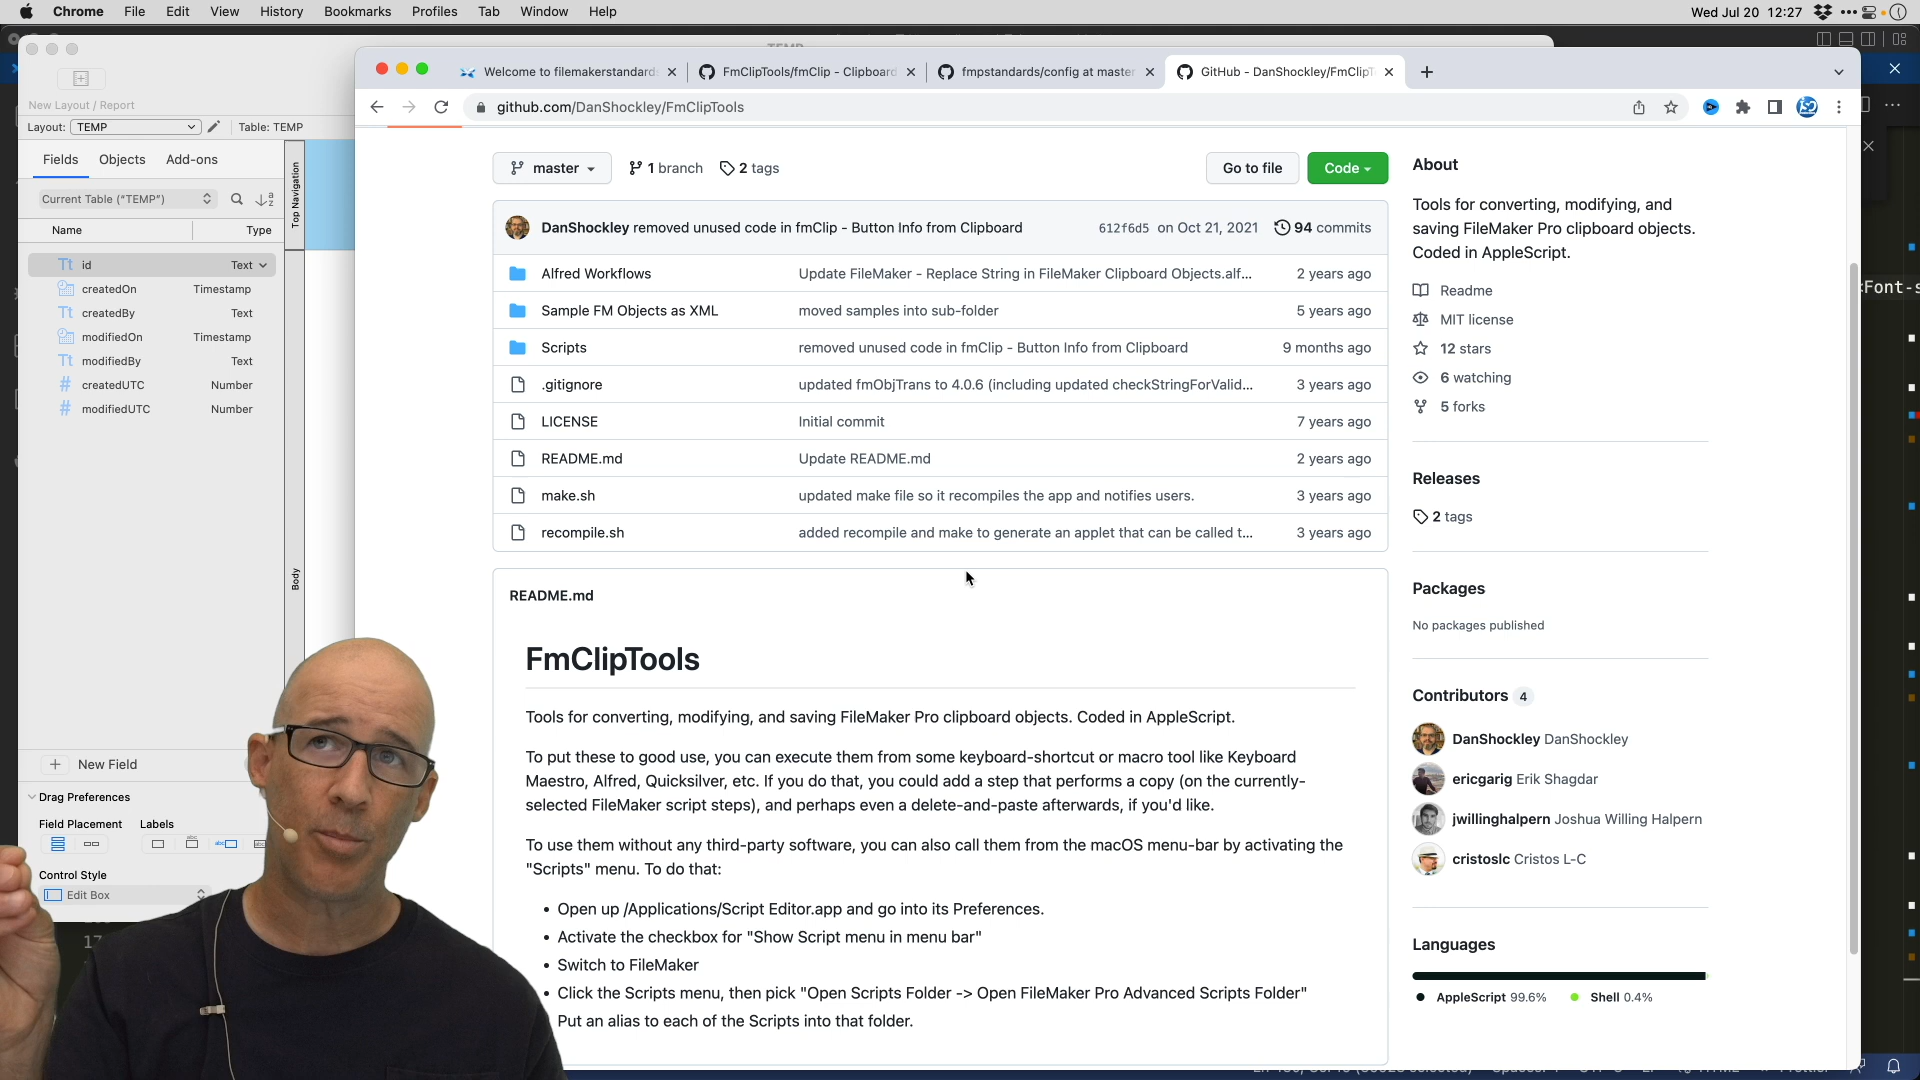 Chrome File Edit View History Bookmarks Profiles Tab Window Help
Wed Jul 20 12:27
New Layout / Report
Layout: TEMP Table: TEMP
Fields Objects Add-ons
Current Table ("TEMP")
Name Type
id Text
createdOn Timestamp
createdBy Text
modifiedOn Timestamp
modifiedBy Text
createdUTC Number
modifiedUTC Number
New Field
Drag Preferences
Field Placement Labels
Control Style
Edit Box
Top Navigation
Body
TEMP
Welcome to filemakerstandards
FmClipTools/fmClip - Clipboard
fmpstandards/config at master
GitHub - DanShockley/FmClipT
github.com/DanShockley/FmClipTools
master 1 branch 2 tags
Go to file Code
DanShockley removed unused code in fmClip - Button Info from Clipboard 612f6d5 on Oct 21, 2021 94 commits
Alfred Workflows Update FileMaker - Replace String in FileMaker Clipboard Objects.alf... 2 years ago
Sample FM Objects as XML moved samples into sub-folder 5 years ago
Scripts removed unused code in fmClip - Button Info from Clipboard 9 months ago
.gitignore updated fmObjTrans to 4.0.6 (including updated checkStringForValid... 3 years ago
LICENSE Initial commit 7 years ago
README.md Update README.md 2 years ago
make.sh updated make file so it recompiles the app and notifies users. 3 years ago
recompile.sh added recompile and make to generate an applet that can be called t... 3 years ago
README.md
FmClipTools
Tools for converting, modifying, and saving FileMaker Pro clipboard objects. Coded in AppleScript.
To put these to good use, you can execute them from some keyboard-shortcut or macro tool like Keyboard
Maestro, Alfred, Quicksilver, etc. If you do that, you could add a step that performs a copy (on the currently-
selected FileMaker script steps), and perhaps even a delete-and-paste afterwards, if you'd like.
To use them without any third-party software, you can also call them from the macOS menu-bar by activating the
"Scripts" menu. To do that:
• Open up /Applications/Script Editor.app and go into its Preferences.
• Activate the checkbox for "Show Script menu in menu bar"
• Switch to FileMaker
• Click the Scripts menu, then pick "Open Scripts Folder -> Open FileMaker Pro Advanced Scripts Folder"
Put an alias to each of the Scripts into that folder.
About
Tools for converting, modifying, and
saving FileMaker Pro clipboard objects.
Coded in AppleScript.
Readme
MIT license
12 stars
6 watching
5 forks
Releases
2 tags
Packages
No packages published
Contributors 4
DanShockley DanShockley
ericgarig Erik Shagdar
jwillinghalpern Joshua Willing Halpern
cristoslc Cristos L-C
Languages
AppleScript 99.6% Shell 0.4%